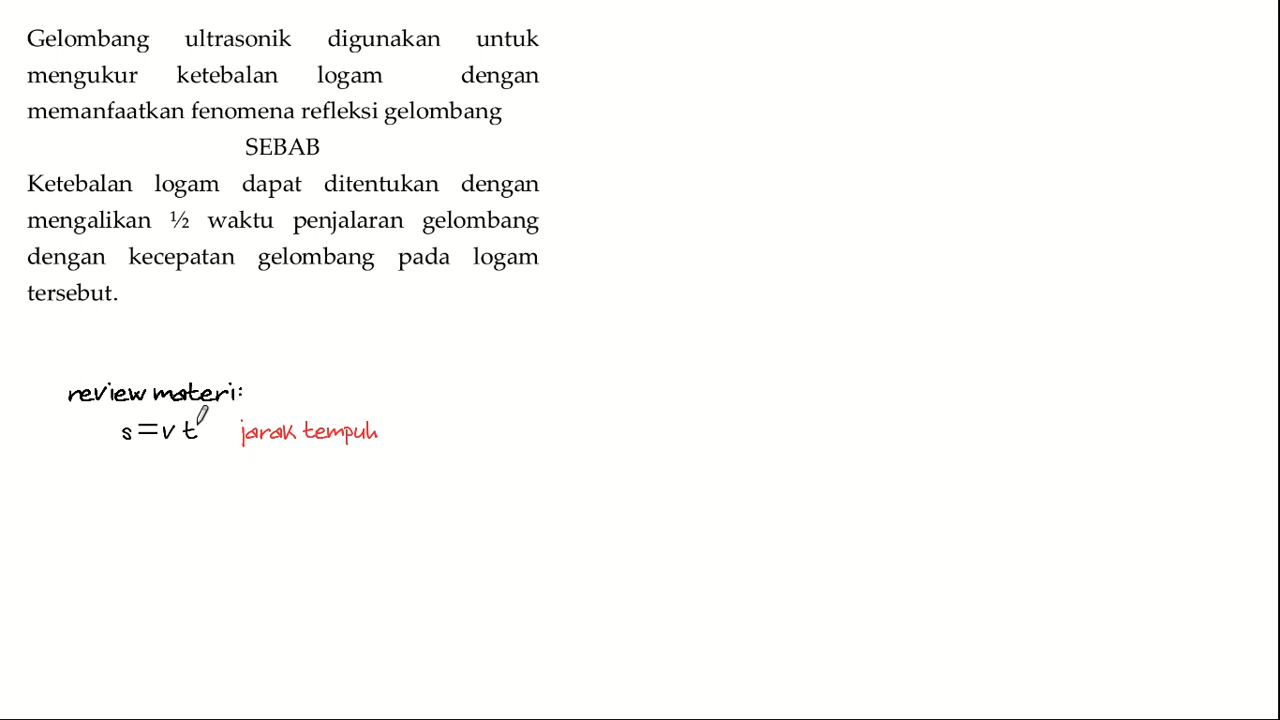 Gelombang ultrasonik digunakan untuk
mengukur ketebalan logam dengan
memanfaatkan fenomena refleksi gelombang
SEBAB
Ketebalan logam dapat ditentukan dengan
mengalikan ½ waktu penjalaran gelombang
dengan kecepatan gelombang pada logam
tersebut.
review materi:
s = v t jarak tempuh